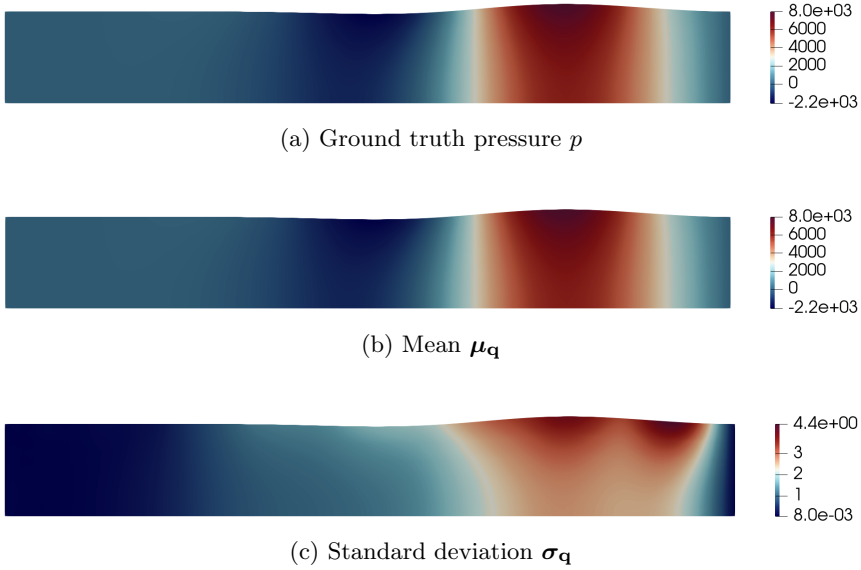 8.0e+03
6000
4000
2000
0
-2.2e+03
(a) Ground truth pressure p
8.0e+03
6000
4000
2000
0
-2.2e+03
(b) Mean μq
4.4e+00
3
2
1
8.0e-03
(c) Standard deviation σq